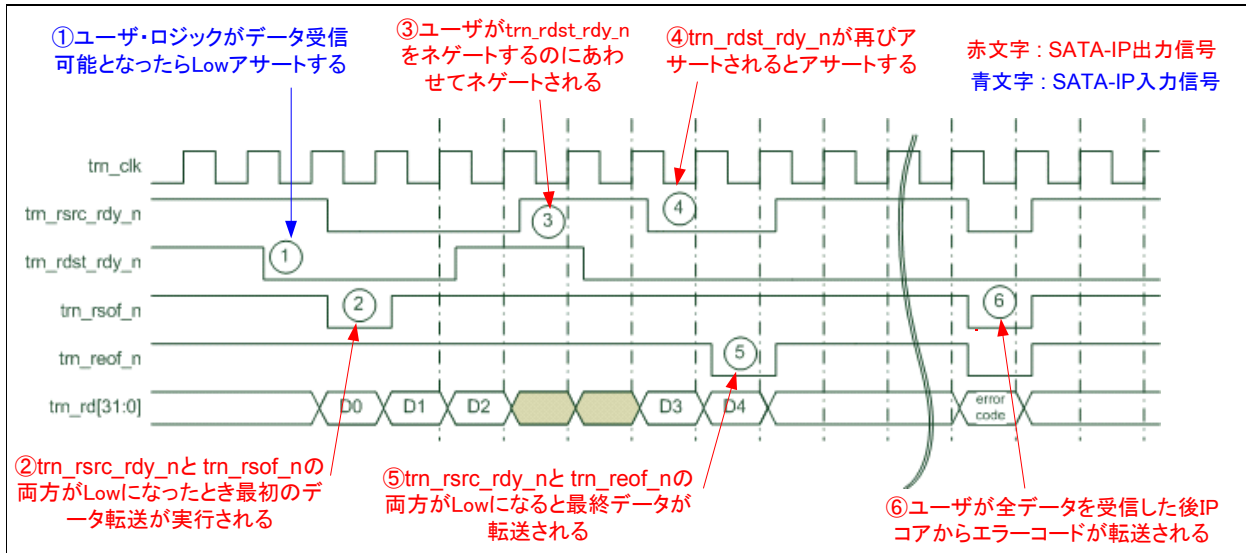 ①ユーザ・ロジックがデータ受信
可能となったらLowアサートする
③ユーザがtrn_rdst_rdy_n
をネゲートするのにあわ
せてネゲートされる
④trn_rdst_rdy_nが再びア
サートされるとアサートする
赤文字 : SATA-IP出力信号
青文字 : SATA-IP入力信号
trn_clk
trn_rsrc_rdy_n
③
④
trn_rdst_rdy_n
①
trn_rsof_n
②
⑥
trn_reof_n
⑤
trn_rd[31:0]
D0
D1
D2
D3
D4
error
code
②trn_rsrc_rdy_nと trn_rsof_nの
両方がLowになったとき最初のデ
ータ転送が実行される
⑤trn_rsrc_rdy_nと trn_reof_nの
両方がLowになると最終データが
転送される
⑥ユーザが全データを受信した後IP
コアからエラーコードが転送される